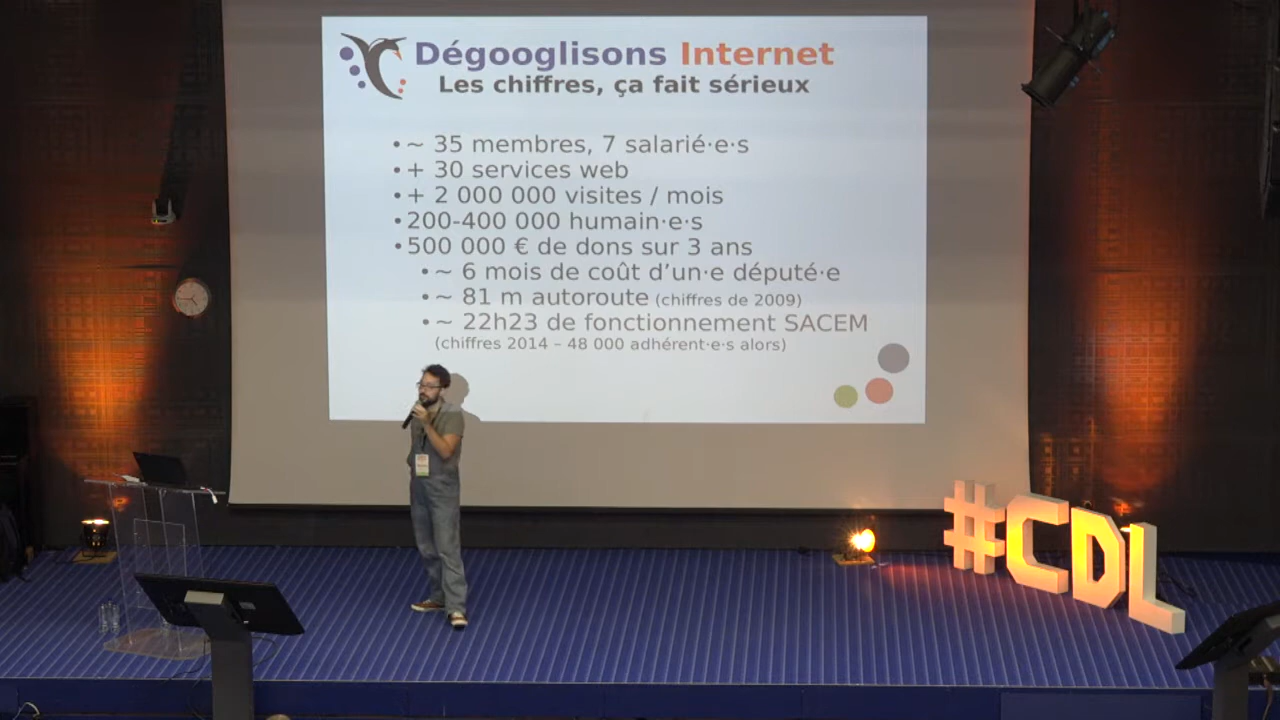 Dégooglisons Internet
Les chiffres, ça fait sérieux
• ~ 35 membres, 7 salarié·e·s
• + 30 services web
• + 2 000 000 visites / mois
• 200-400 000 humain·e·s
• 500 000 € de dons sur 3 ans
• ~ 6 mois de coût d’un·e député·e
• ~ 81 m autoroute (chiffres de 2009)
• ~ 22h23 de fonctionnement SACEM
(chiffres 2014 – 48 000 adhérent·e·s alors)
#CDL